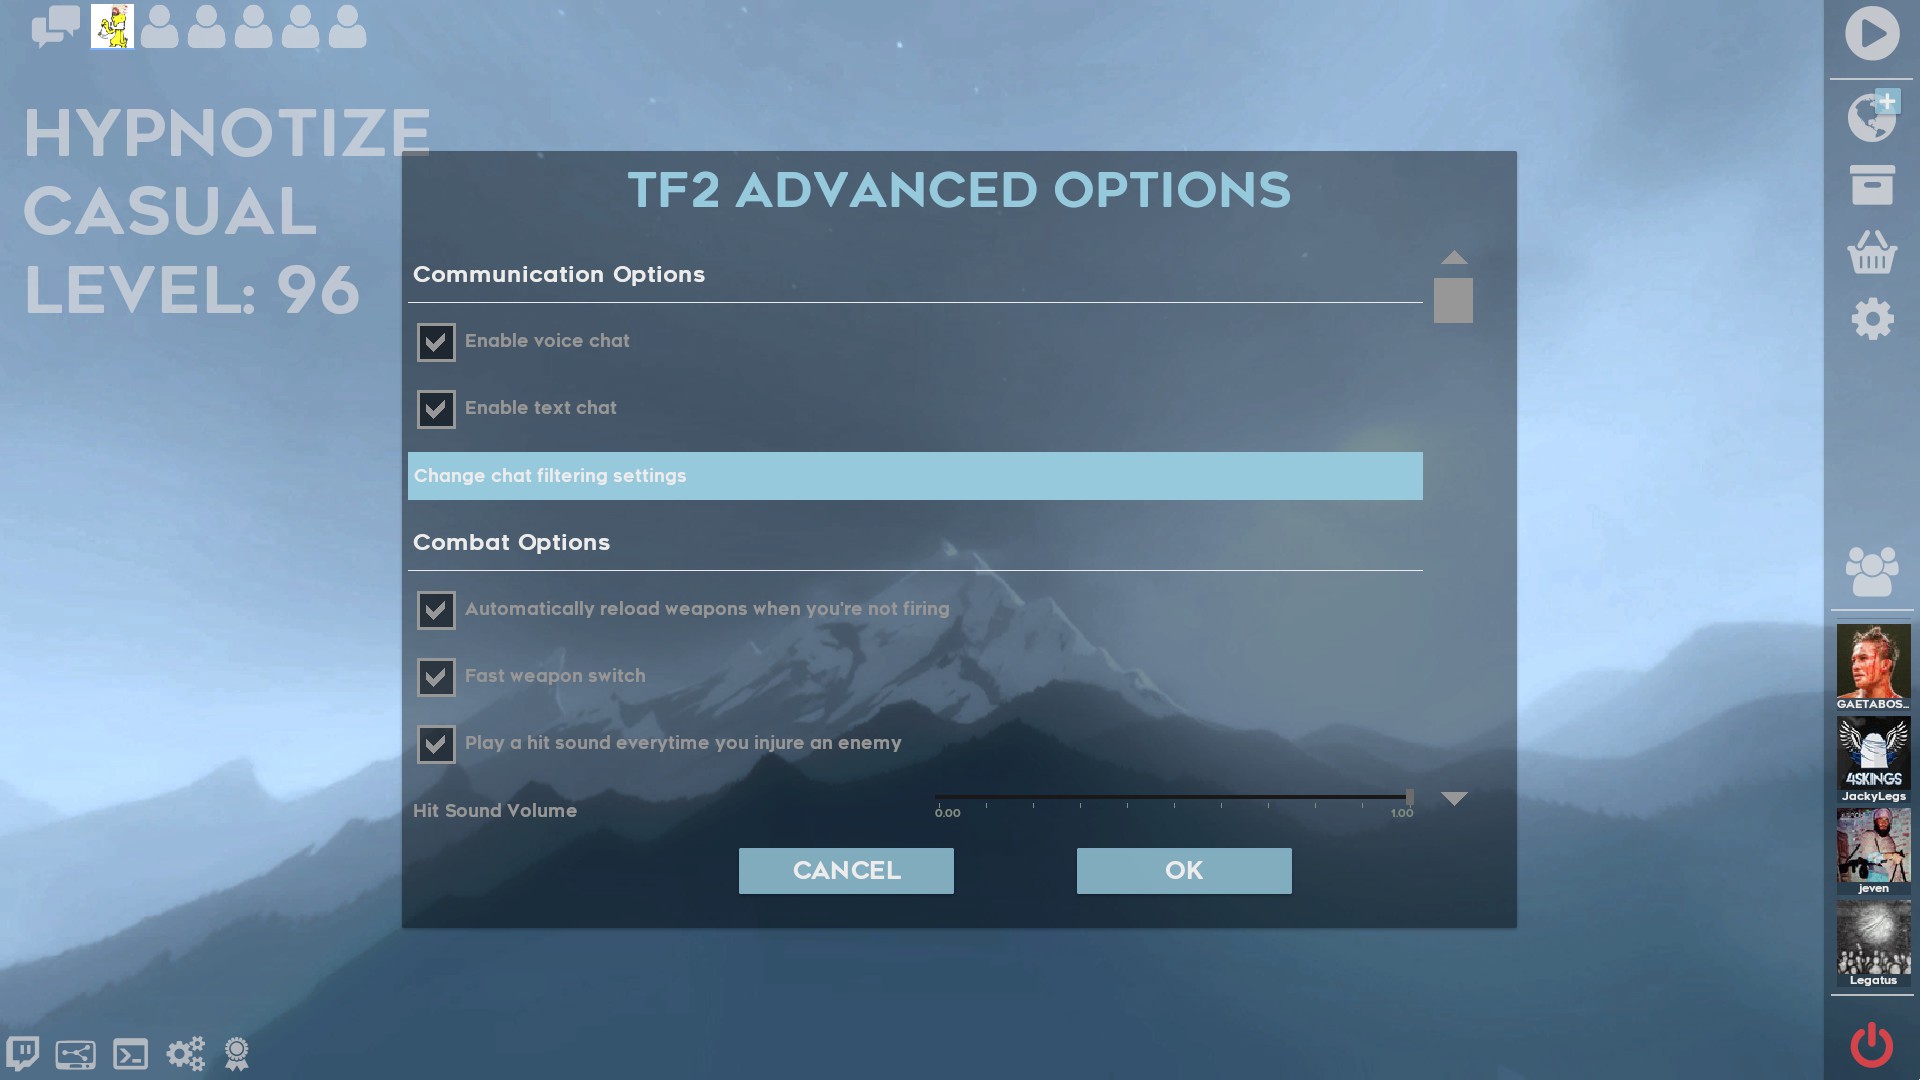 HYPNOTIZE
CASUAL
LEVEL: 96
TF2 ADVANCED OPTIONS
Communication Options
Enable voice chat
Enable text chat
Change chat filtering settings
Combat Options
Automatically reload weapons when you're not firing
Fast weapon switch
Play a hit sound everytime you injure an enemy
Hit Sound Volume
0.00
1.00
CANCEL
OK
GAETABOS...
4SKINGS
JackyLegs
jeven
Legatus